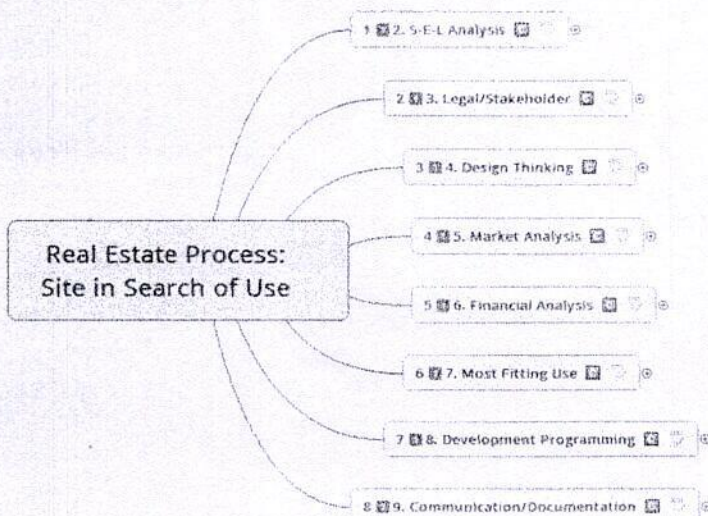 1 2. S-E-L Analysis
2 3. Legal/Stakeholder
3 4. Design Thinking
Real Estate Process:
Site in Search of Use
4 5. Market Analysis
5 6. Financial Analysis
6 7. Most Fitting Use
7 8. Development Programming
8 9. Communication/Documentation